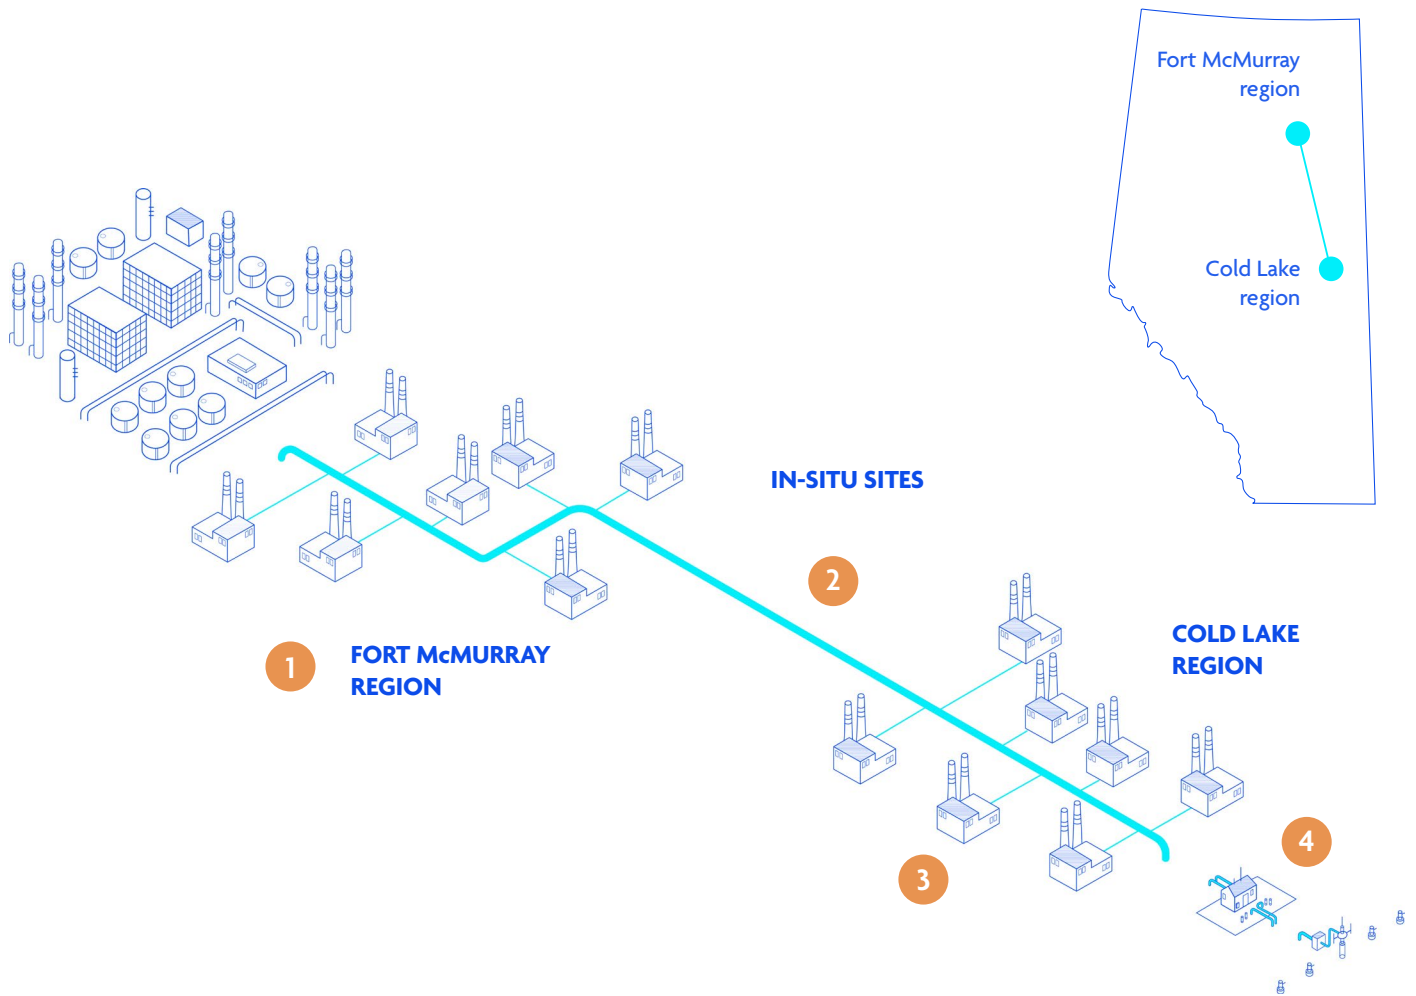 Fort McMurray
region
Cold Lake
region
IN-SITU SITES
2
1
FORT McMURRAY
REGION
COLD LAKE
REGION
3
4